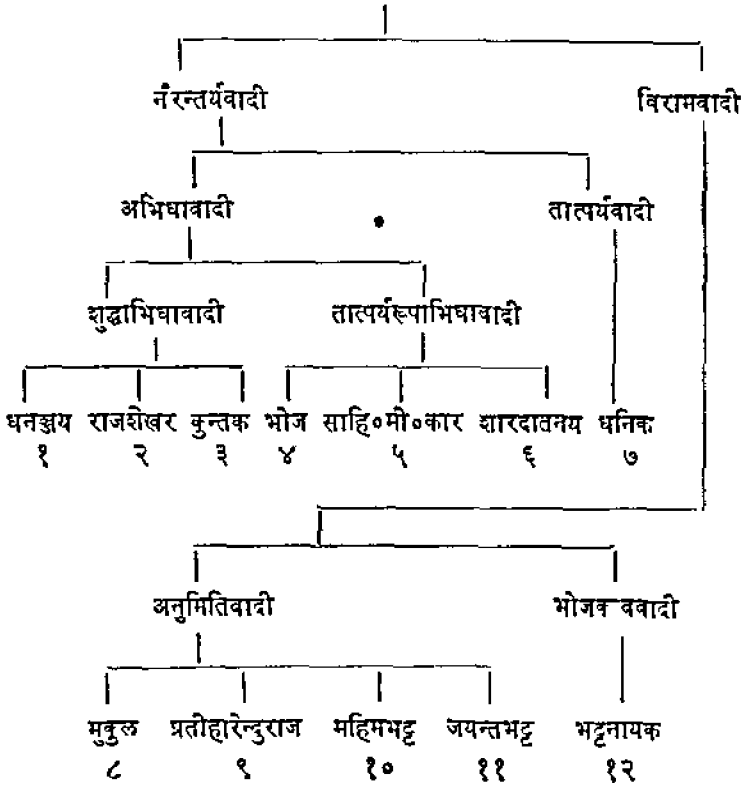 नैरन्तर्यवादी विरामवादी
अभिधावादी तात्पर्यवादी
शुद्धाभिधावादी तात्पर्यरूपाभिधावादी
धनञ्जय राजशेखर कुन्तक भोज साहि०मी०कार शारदातनय धनिक
१ २ ३ ४ ५ ६ ७
अनुमितिवादी भोजक ववादी
मुकुल प्रतीहारेन्दुराज महिमभट्ट जयन्तभट्ट भट्टनायक
८ ९ १० ११ १२